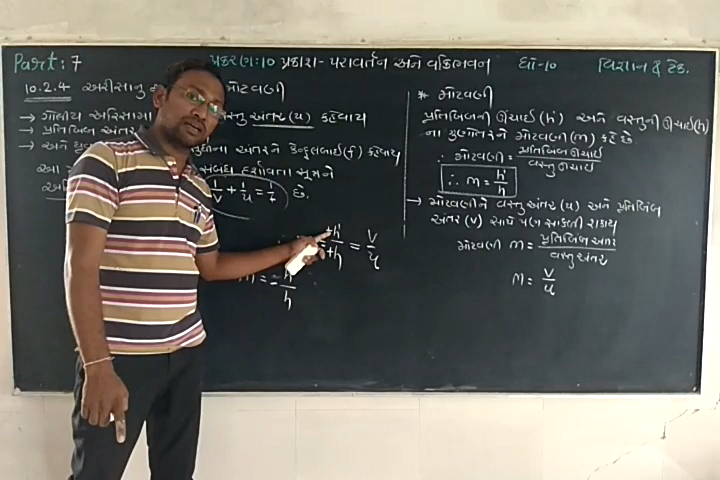 Part: 7
પ્રકરણ:10 પ્રકાશ- પરાવર્તન અને વક્રીભવન
ધો-10
વિજ્ઞાન & ટેક.
10.2.4 અરીસાનુ મોટવણી
→ ગોલીય અરિસામાં વસ્તુ અંતર (u) કહેવાય
→ પ્રતિબિંબ અંતર
→ અને ધ્રુવ સુધીના અંતરને કેન્દ્રલંબાઈ (f) કહેવાય
આ સંબધ દર્શાવતા સૂત્રને
1/v + 1/u = 1/f છે.
+h/+h = v/u
m = -h/h
* મોટવણી
પ્રતિબિંબની ઊંચાઈ (h') અને વસ્તુની ઊંચાઈ (h)
ના ગુણોત્તરને મોટવણી (m) કહે છે.
∴ મોટવણી = પ્રતિબિંબ ઊંચાઈ / વસ્તુ ઊંચાઈ
∴ m = h'/h
→ મોટવણીને વસ્તુ અંતર (u) અને પ્રતિબિંબ
અંતર (v) સાથે પણ સાંકળી શકાય
મોટવણી m = પ્રતિબિંબ અંતર / વસ્તુ અંતર
m = v/u